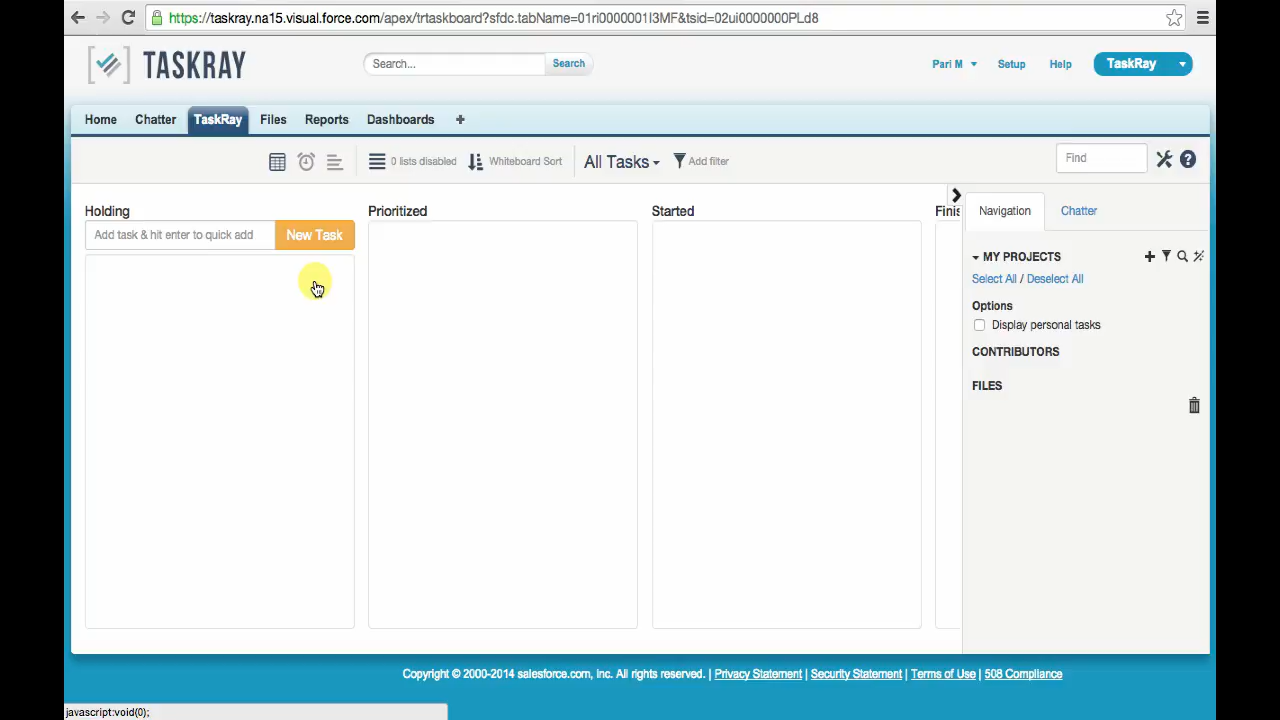 https://taskray.na15.visual.force.com/apex/trtaskboard?sfdc.tabName=01ri0000001I3MF&tsid=02ui0000000PLd8
TASKRAY
Search...
Search
Pari M
Setup
Help
TaskRay
Home
Chatter
TaskRay
Files
Reports
Dashboards
+
0 lists disabled
Whiteboard Sort
All Tasks
Add filter
Find
Holding
Prioritized
Started
Finis
Add task & hit enter to quick add
New Task
Navigation
Chatter
MY PROJECTS
Select All / Deselect All
Options
Display personal tasks
CONTRIBUTORS
FILES
Copyright © 2000-2014 salesforce.com, inc. All rights reserved. | Privacy Statement | Security Statement | Terms of Use | 508 Compliance
javascript:void(0);